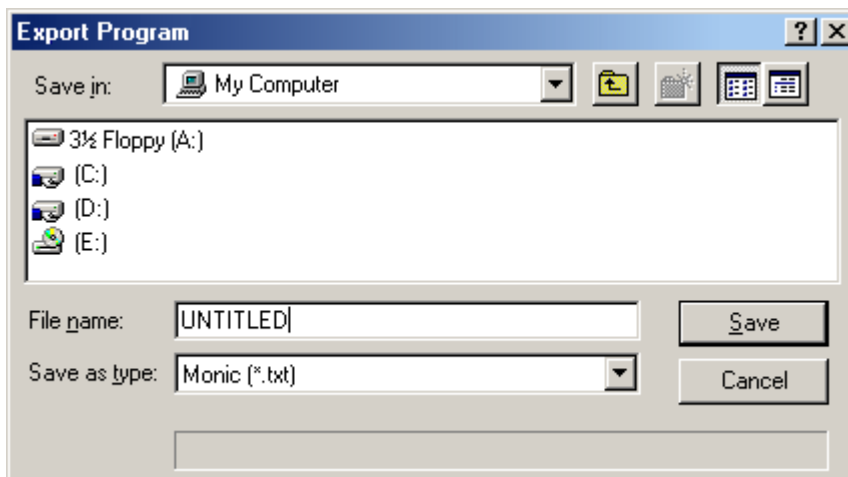 Export Program
Save in: My Computer
3½ Floppy (A:)
(C:)
(D:)
(E:)
File name: UNTITLED Save
Save as type: Monic (*.txt) Cancel